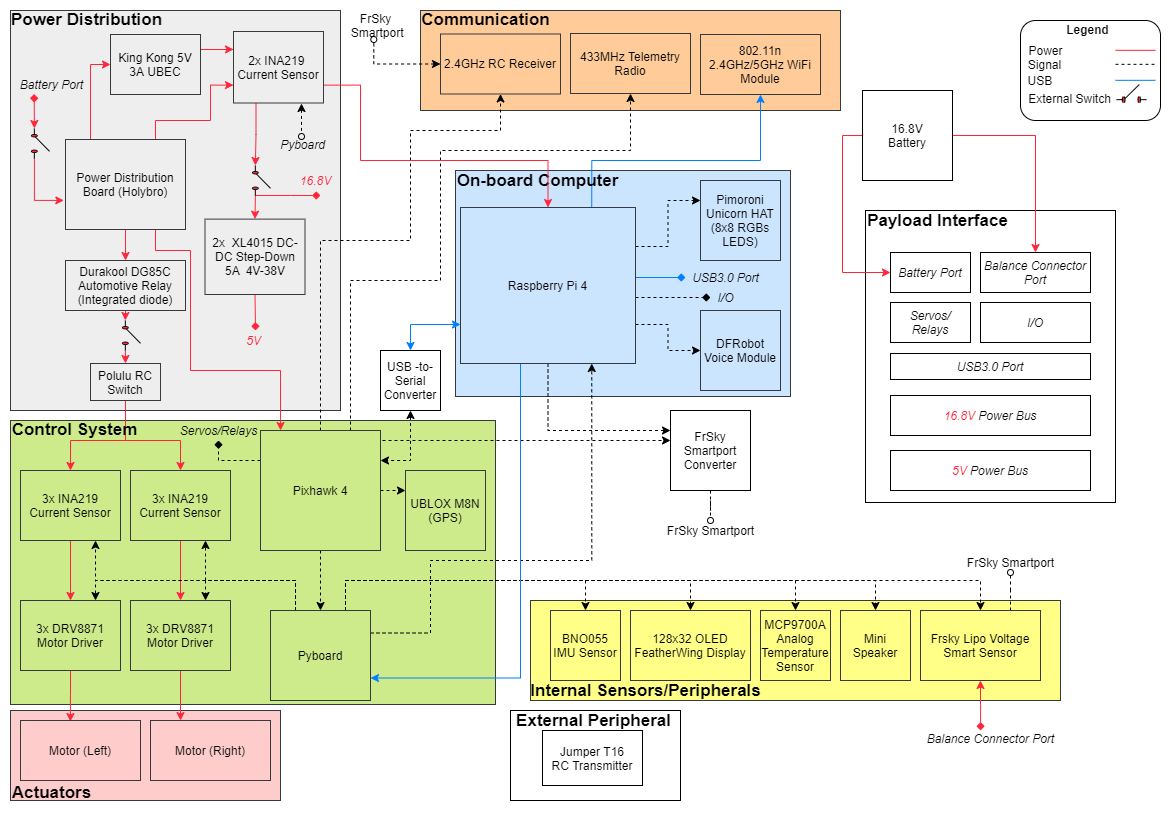 Power Distribution
King Kong 5V
3A UBEC
2x INA219
Current Sensor
Battery Port
Pyboard
Power Distribution
Board (Holybro)
16.8V
2x XL4015 DC-
DC Step-Down
5A 4V-38V
5V
Durakool DG85C
Automotive Relay
(Integrated diode)
Polulu RC
Switch
FrSky
Smartport
Communication
2.4GHz RC Receiver
433MHz Telemetry
Radio
802.11n
2.4GHz/5GHz WiFi
Module
Legend
Power
Signal
USB
External Switch
16.8V
Battery
On-board Computer
Raspberry Pi 4
Pimoroni
Unicorn HAT
(8x8 RGBs
LEDS)
USB3.0 Port
I/O
DFRobot
Voice Module
USB -to-
Serial
Converter
Payload Interface
Battery Port
Balance Connector
Port
Servos/
Relays
I/O
USB3.0 Port
16.8V Power Bus
5V Power Bus
Control System
Servos/Relays
Pixhawk 4
3x INA219
Current Sensor
3x INA219
Current Sensor
UBLOX M8N
(GPS)
3x DRV8871
Motor Driver
3x DRV8871
Motor Driver
Pyboard
FrSky
Smartport
Converter
FrSky Smartport
FrSky Smartport
BNO055
IMU Sensor
128x32 OLED
FeatherWing Display
MCP9700A
Analog
Temperature
Sensor
Mini
Speaker
Frsky Lipo Voltage
Smart Sensor
Internal Sensors/Peripherals
Balance Connector Port
Motor (Left)
Motor (Right)
Actuators
External Peripheral
Jumper T16
RC Transmitter